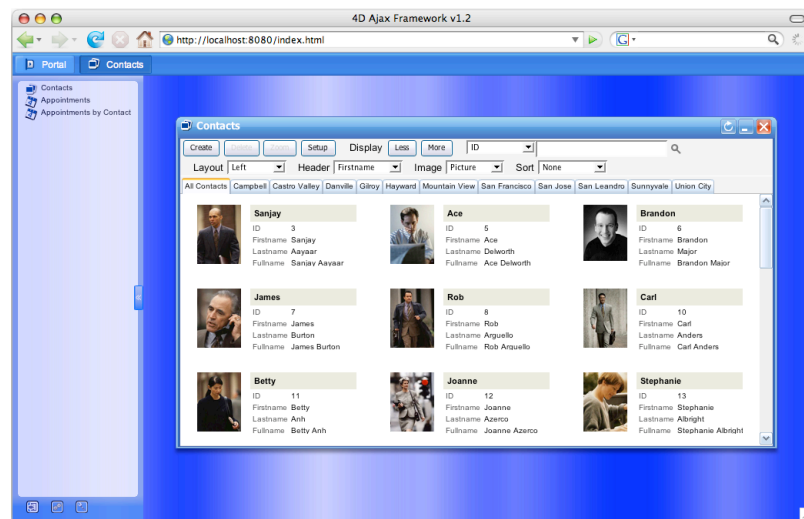 4D Ajax Framework v1.2
http://localhost:8080/index.html
G
Portal Contacts
Contacts
Appointments
Appointments by Contact
Contacts
Create Delete Zoom Setup Display Less More ID
Layout Left Header Firstname Image Picture Sort None
All Contacts Campbell Castro Valley Danville Gilroy Hayward Mountain View San Francisco San Jose San Leandro Sunnyvale Union City
Sanjay
ID 3
Firstname Sanjay
Lastname Aayaar
Fullname Sanjay Aayaar
Ace
ID 5
Firstname Ace
Lastname Delworth
Fullname Ace Delworth
Brandon
ID 6
Firstname Brandon
Lastname Major
Fullname Brandon Major
James
ID 7
Firstname James
Lastname Burton
Fullname James Burton
Rob
ID 8
Firstname Rob
Lastname Arguello
Fullname Rob Arguello
Carl
ID 10
Firstname Carl
Lastname Anders
Fullname Carl Anders
Betty
ID 11
Firstname Betty
Lastname Anh
Fullname Betty Anh
Joanne
ID 12
Firstname Joanne
Lastname Azerco
Fullname Joanne Azerco
Stephanie
ID 13
Firstname Stephanie
Lastname Albright
Fullname Stephanie Albright